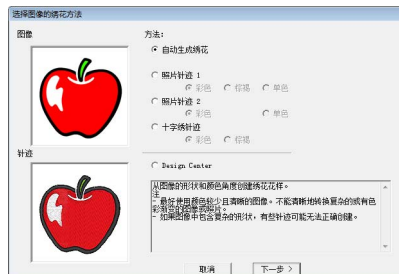 选择图像的绣花方法
图像
方法:
自动生成绣花
照片针迹 1
彩色 棕褐 单色
照片针迹 2
彩色 单色
十字绣针迹
彩色 棕褐
针迹
Design Center
从图像的形状和颜色角度创建绣花花样。
注
- 最好使用颜色较少且清晰的图像。不能清晰地转换复杂的或有色
彩渐变的图像或照片。
- 如果图像中包含复杂的形状，有些针迹可能无法正确创建。
取消
下一步 >